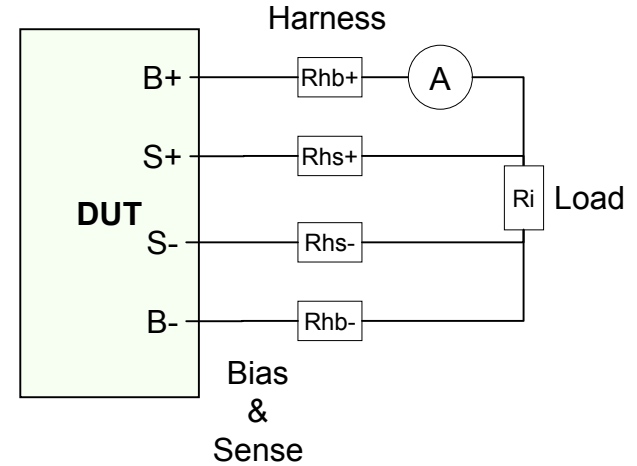 Harness
B+
Rhb+
A
S+
Rhs+
DUT
Ri
Load
S-
Rhs-
B-
Rhb-
Bias
&
Sense